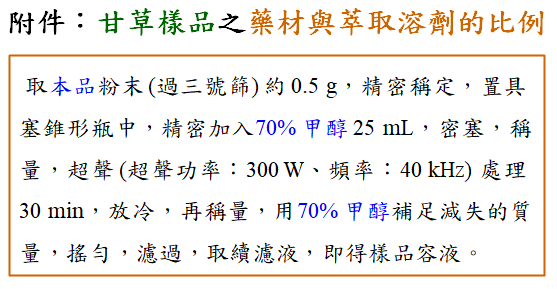 附件：甘草樣品之藥材與萃取溶劑的比例
取本品粉末 (過三號篩) 約 0.5 g，精密稱定，置具
塞錐形瓶中，精密加入70% 甲醇 25 mL，密塞，稱
量，超聲 (超聲功率：300 W、頻率：40 kHz) 處理
30 min，放冷，再稱量，用70% 甲醇補足減失的質
量，搖勻，濾過，取續濾液，即得樣品容液。